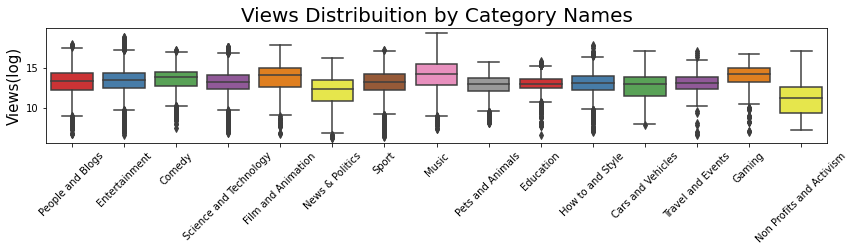 Views Distribuition by Category Names
Views(log)
15
10
People and Blogs
Entertainment
Comedy
Science and Technology
Film and Animation
News & Politics
Sport
Music
Pets and Animals
Education
How to and Style
Cars and Vehicles
Travel and Events
Gaming
Non Profits and Activism